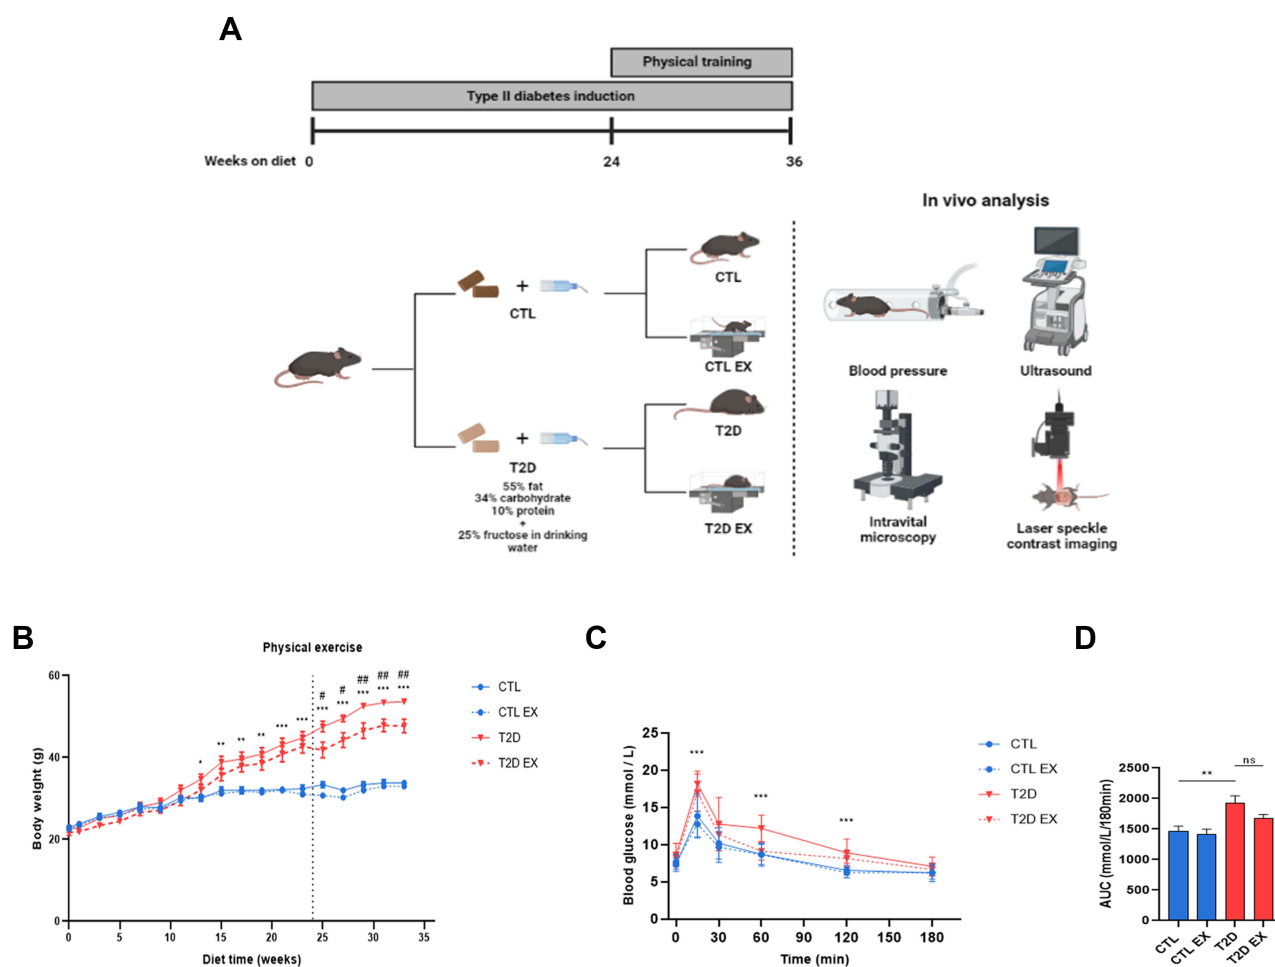 A
Physical training
Type II diabetes induction
Weeks on diet 0 24 36
In vivo analysis
+
CTL
CTL
CTL EX
Blood pressure
Ultrasound
+
T2D
55% fat
34% carbohydrate
10% protein
+
25% fructose in drinking
water
T2D
T2D EX
Intravital
microscopy
Laser speckle
contrast imaging
B
Physical exercise
60
40
20
0
Body weight (g)
* ** ** ** *** *** *** *** *** *** ***
# # ## ## ##
0 5 10 15 20 25 30 35
Diet time (weeks)
CTL
CTL EX
T2D
T2D EX
C
25
20
15
10
5
0
Blood glucose (mmol / L)
*** *** ***
0 30 60 90 120 150 180
Time (min)
CTL
CTL EX
T2D
T2D EX
D
2500
2000
1500
1000
500
0
AUC (mmol/L/180min)
** ns
CTL
CTL EX
T2D
T2D EX